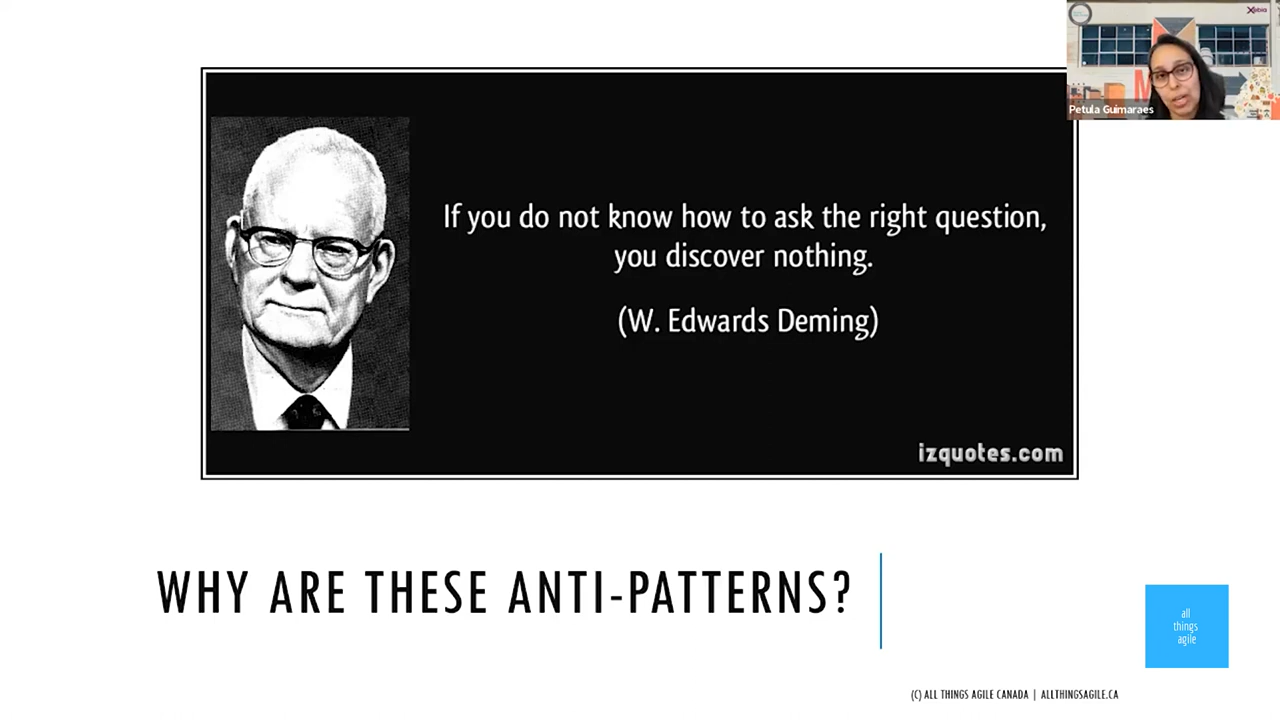 Xebia
Petula Guimaraes
If you do not know how to ask the right question,
you discover nothing.
(W. Edwards Deming)
izquotes.com
WHY ARE THESE ANTI-PATTERNS?
all
things
agile
(C) ALL THINGS AGILE CANADA | ALLTHINGSAGILE.CA